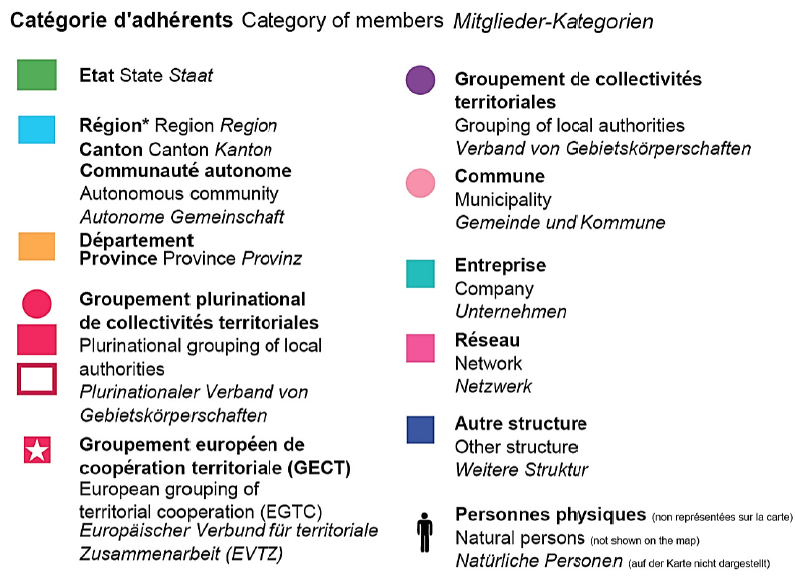 Catégorie d'adhérents Category of members Mitglieder-Kategorien
Etat State Staat
Région* Region Region
Canton Canton Kanton
Communauté autonome
Autonomous community
Autonome Gemeinschaft
Département
Province Province Provinz
Groupement plurinational
de collectivités territoriales
Plurinational grouping of local
authorities
Plurinationaler Verband von
Gebietskörperschaften
Groupement européen de
coopération territoriale (GECT)
European grouping of
territorial cooperation (EGTC)
Europäischer Verbund für territoriale
Zusammenarbeit (EVTZ)
Groupement de collectivités
territoriales
Grouping of local authorities
Verband von Gebietskörperschaften
Commune
Municipality
Gemeinde und Kommune
Entreprise
Company
Unternehmen
Réseau
Network
Netzwerk
Autre structure
Other structure
Weitere Struktur
Personnes physiques (non représentées sur la carte)
Natural persons (not shown on the map)
Natürliche Personen (auf der Karte nicht dargestellt)